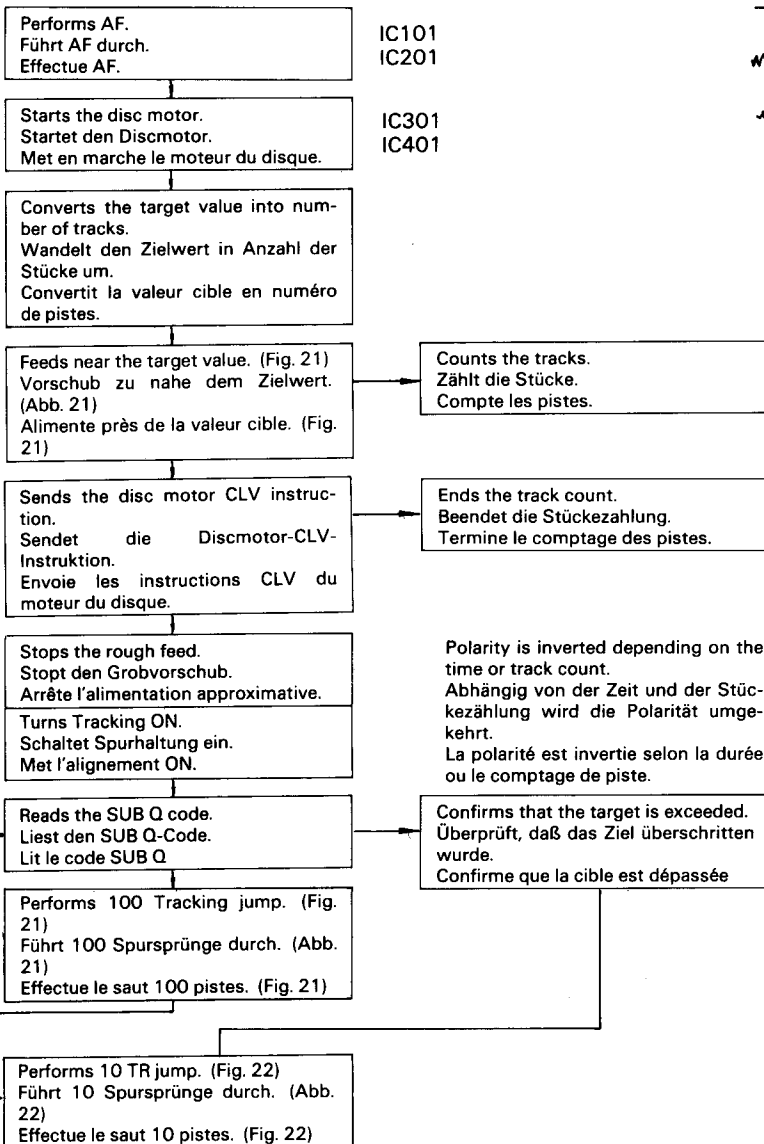 Performs AF.
Führt AF durch.
Effectue AF.
IC101
IC201
Starts the disc motor.
Startet den Discmotor.
Met en marche le moteur du disque.
IC301
IC401
Converts the target value into num-
ber of tracks.
Wandelt den Zielwert in Anzahl der
Stücke um.
Convertit la valeur cible en numéro
de pistes.
Feeds near the target value. (Fig. 21)
Vorschub zu nahe dem Zielwert.
(Abb. 21)
Alimente près de la valeur cible. (Fig.
21)
Counts the tracks.
Zählt die Stücke.
Compte les pistes.
Sends the disc motor CLV instruc-
tion.
Sendet die Discmotor-CLV-
Instruktion.
Envoie les instructions CLV du
moteur du disque.
Ends the track count.
Beendet die Stückezahlung.
Termine le comptage des pistes.
Stops the rough feed.
Stopt den Grobvorschub.
Arrête l'alimentation approximative.
Turns Tracking ON.
Schaltet Spurhaltung ein.
Met l'alignement ON.
Polarity is inverted depending on the
time or track count.
Abhängig von der Zeit und der Stüc-
kezählung wird die Polarität umge-
kehrt.
La polarité est invertie selon la durée
ou le comptage de piste.
Reads the SUB Q code.
Liest den SUB Q-Code.
Lit le code SUB Q
Confirms that the target is exceeded.
Überprüft, daß das Ziel überschritten
wurde.
Confirme que la cible est dépassée
Performs 100 Tracking jump. (Fig.
21)
Führt 100 Spursprünge durch. (Abb.
21)
Effectue le saut 100 pistes. (Fig. 21)
Performs 10 TR jump. (Fig. 22)
Führt 10 Spursprünge durch. (Abb.
22)
Effectue le saut 10 pistes. (Fig. 22)